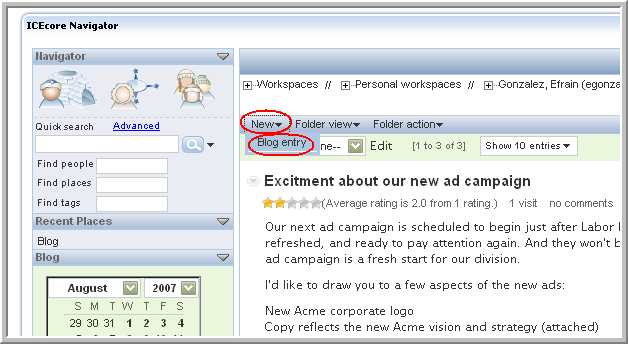 ICEcore Navigator
Navigator
Quick search Advanced
Find people
Find places
Find tags
Recent Places
Blog
Blog
August 2007
S M T W T F S
29 30 31 1 2 3 4
Workspaces // Personal workspaces // Gonzalez, Efrain (egonza
New Folder view Folder action
Blog entry ne-- Edit [1 to 3 of 3] Show 10 entries
Excitment about our new ad campaign
(Average rating is 2.0 from 1 rating.) 1 visit no comments
Our next ad campaign is scheduled to begin just after Labor
refreshed, and ready to pay attention again. And they won't
ad campaign is a fresh start for our division.
I'd like to draw you to a few aspects of the new ads:
New Acme corporate logo
Copy reflects the new Acme vision and strategy (attached)